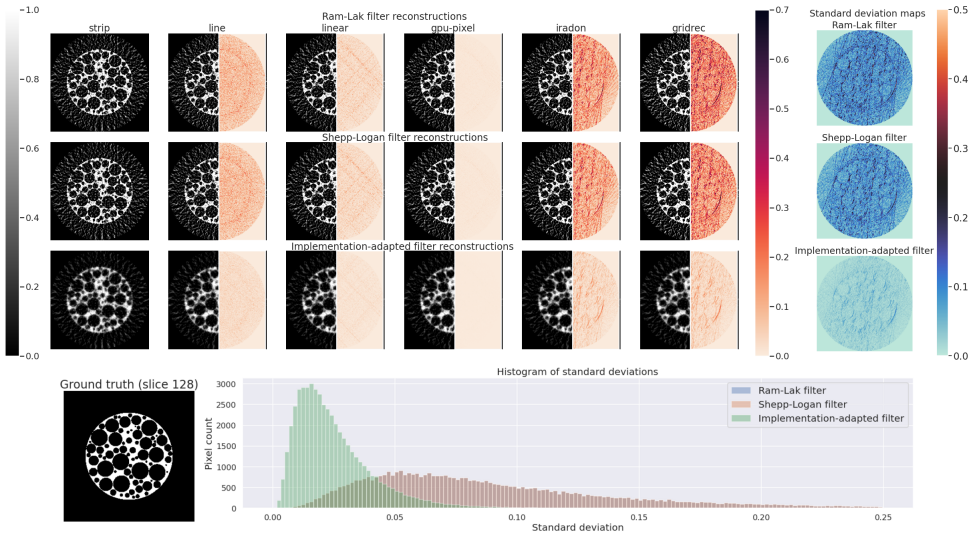 Ram-Lak filter reconstructions
strip line linear gpu-pixel iradon gridrec
Shepp-Logan filter reconstructions
Implementation-adapted filter reconstructions
1.0
0.8
0.6
0.4
0.2
0.0
0.7
0.6
0.5
0.4
0.3
0.2
0.1
0.0
Standard deviation maps
Ram-Lak filter
Shepp-Logan filter
Implementation-adapted filter
0.5
0.4
0.3
0.2
0.1
0.0
Ground truth (slice 128)
Histogram of standard deviations
Pixel count
3000
2500
2000
1500
1000
500
0
0.00 0.05 0.10 0.15 0.20 0.25
Standard deviation
Ram-Lak filter
Shepp-Logan filter
Implementation-adapted filter